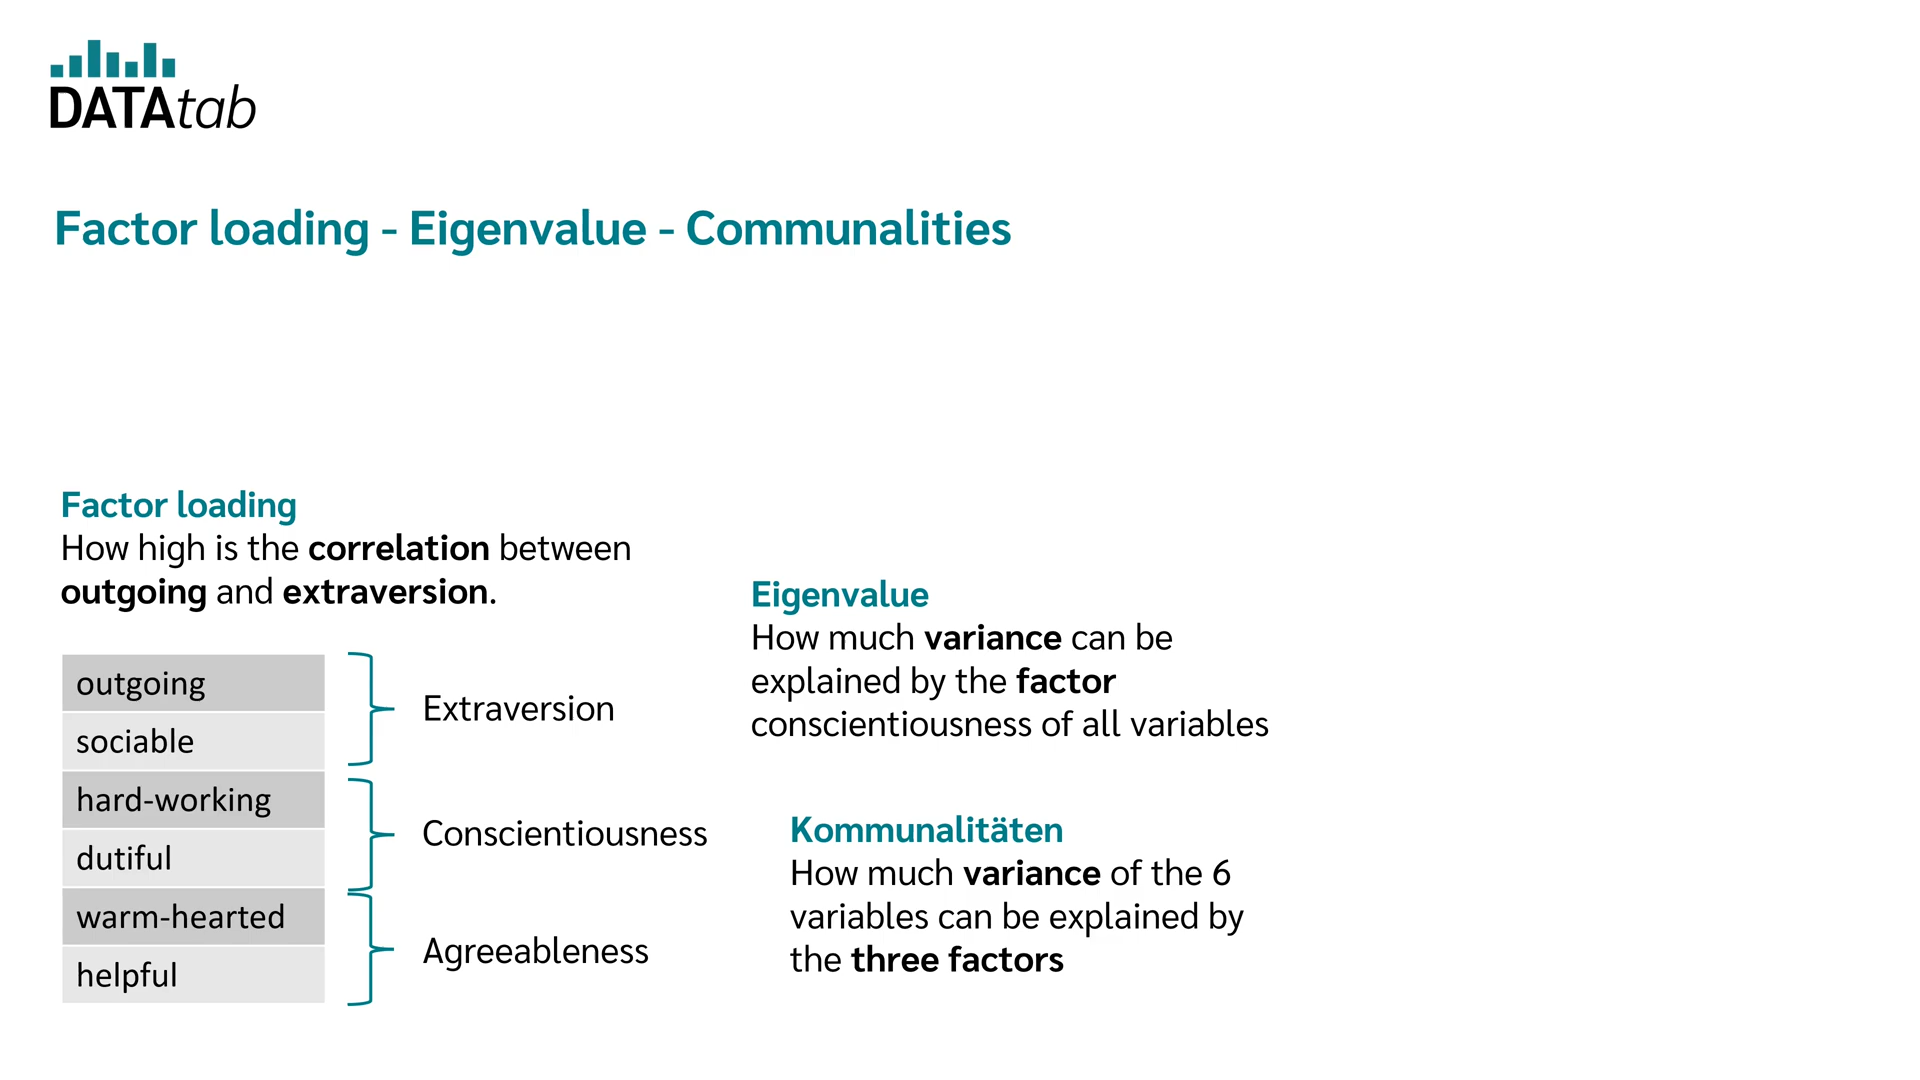 DATAtab
Factor loading - Eigenvalue - Communalities
Factor loading
How high is the correlation between
outgoing and extraversion.
outgoing
sociable
hard-working
dutiful
warm-hearted
helpful
Extraversion
Conscientiousness
Agreeableness
Eigenvalue
How much variance can be
explained by the factor
conscientiousness of all variables
Kommunalitäten
How much variance of the 6
variables can be explained by
the three factors